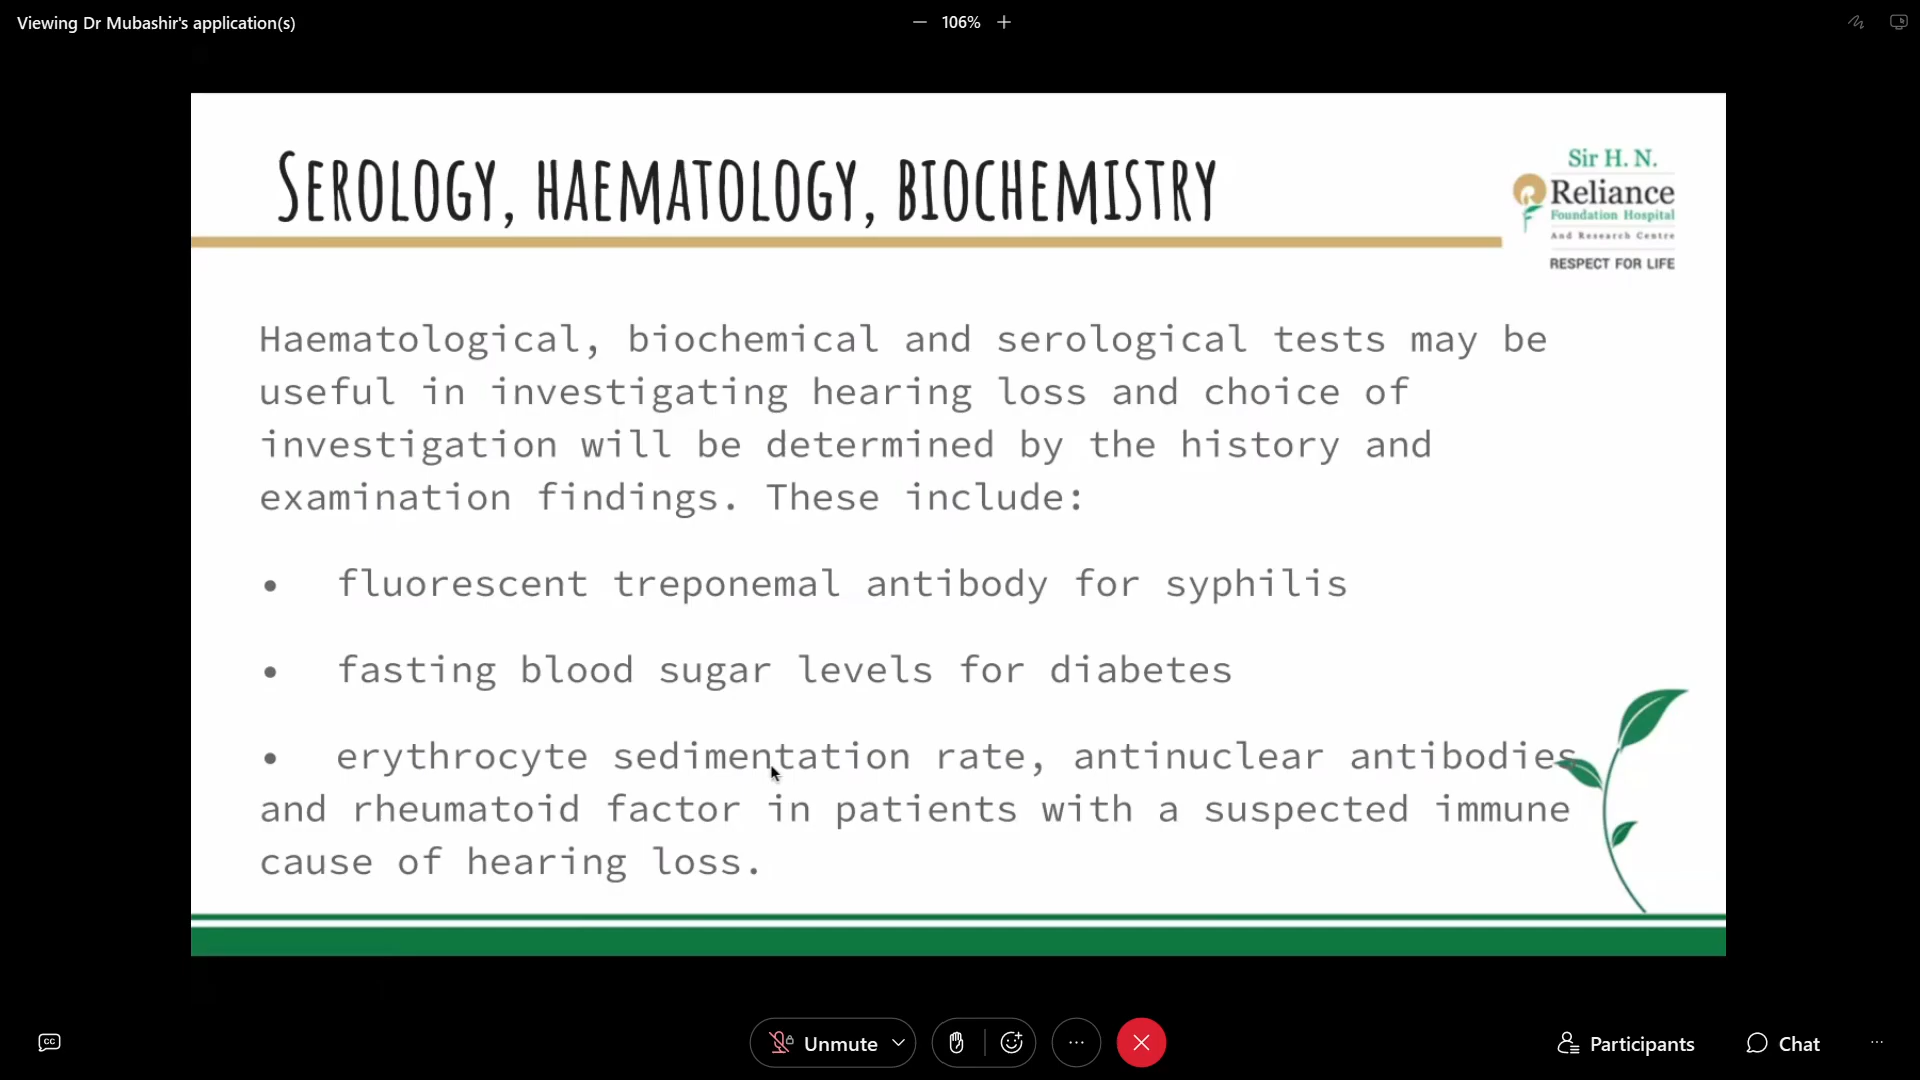 Viewing Dr Mubashir's application(s)
106%
SEROLOGY, HAEMATOLOGY, BIOCHEMISTRY
Sir H. N.
Reliance
Foundation Hospital
And Research Centre
RESPECT FOR LIFE
Haematological, biochemical and serological tests may be
useful in investigating hearing loss and choice of
investigation will be determined by the history and
examination findings. These include:
• fluorescent treponemal antibody for syphilis
• fasting blood sugar levels for diabetes
• erythrocyte sedimentation rate, antinuclear antibodies
and rheumatoid factor in patients with a suspected immune
cause of hearing loss.
CC
Unmute
Participants
Chat